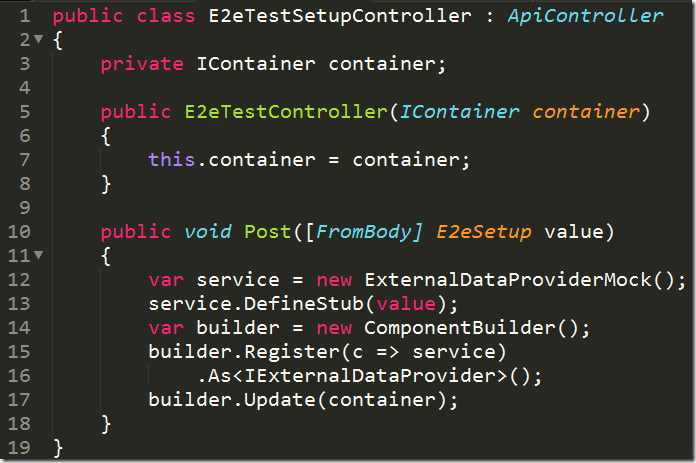 1 public class E2eTestSetupController : ApiController
2 {
3     private IContainer container;
4
5     public E2eTestController(IContainer container)
6     {
7         this.container = container;
8     }
9
10     public void Post([FromBody] E2eSetup value)
11     {
12         var service = new ExternalDataProviderMock();
13         service.DefineStub(value);
14         var builder = new ComponentBuilder();
15         builder.Register(c => service)
16             .As<IExternalDataProvider>();
17         builder.Update(container);
18     }
19 }